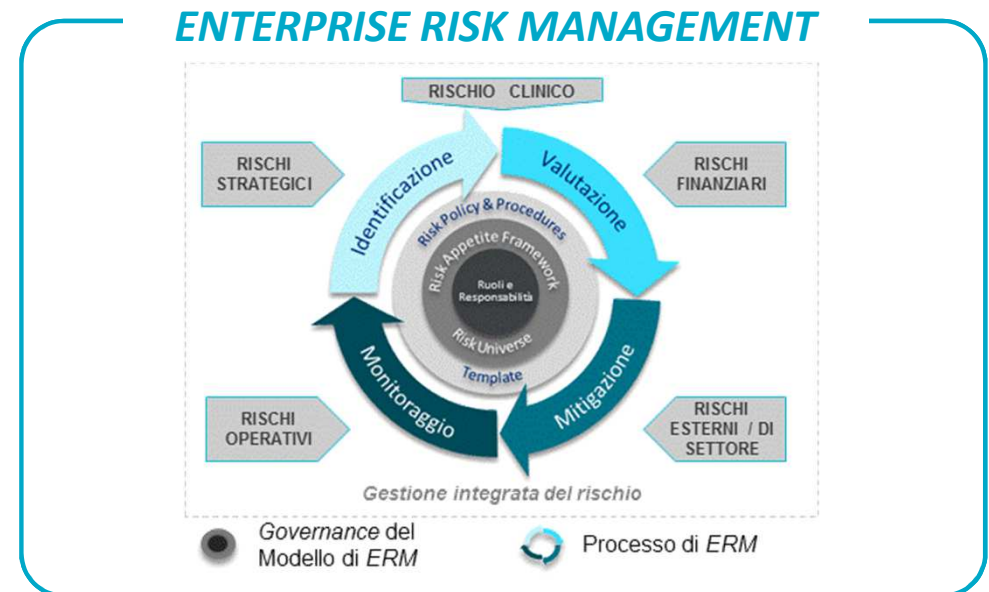 ENTERPRISE RISK MANAGEMENT
RISCHIO CLINICO
RISCHI
STRATEGICI
Identificazione
Valutazione
RISCHI
FINANZIARI
Risk Policy & Procedures
Risk Appetite Framework
Ruoli e
Responsabilità
Risk Universe
Template
RISCHI
OPERATIVI
Monitoraggio
Mitigazione
RISCHI
ESTERNI / DI
SETTORE
Gestione integrata del rischio
Governance del
Modello di ERM
Processo di ERM